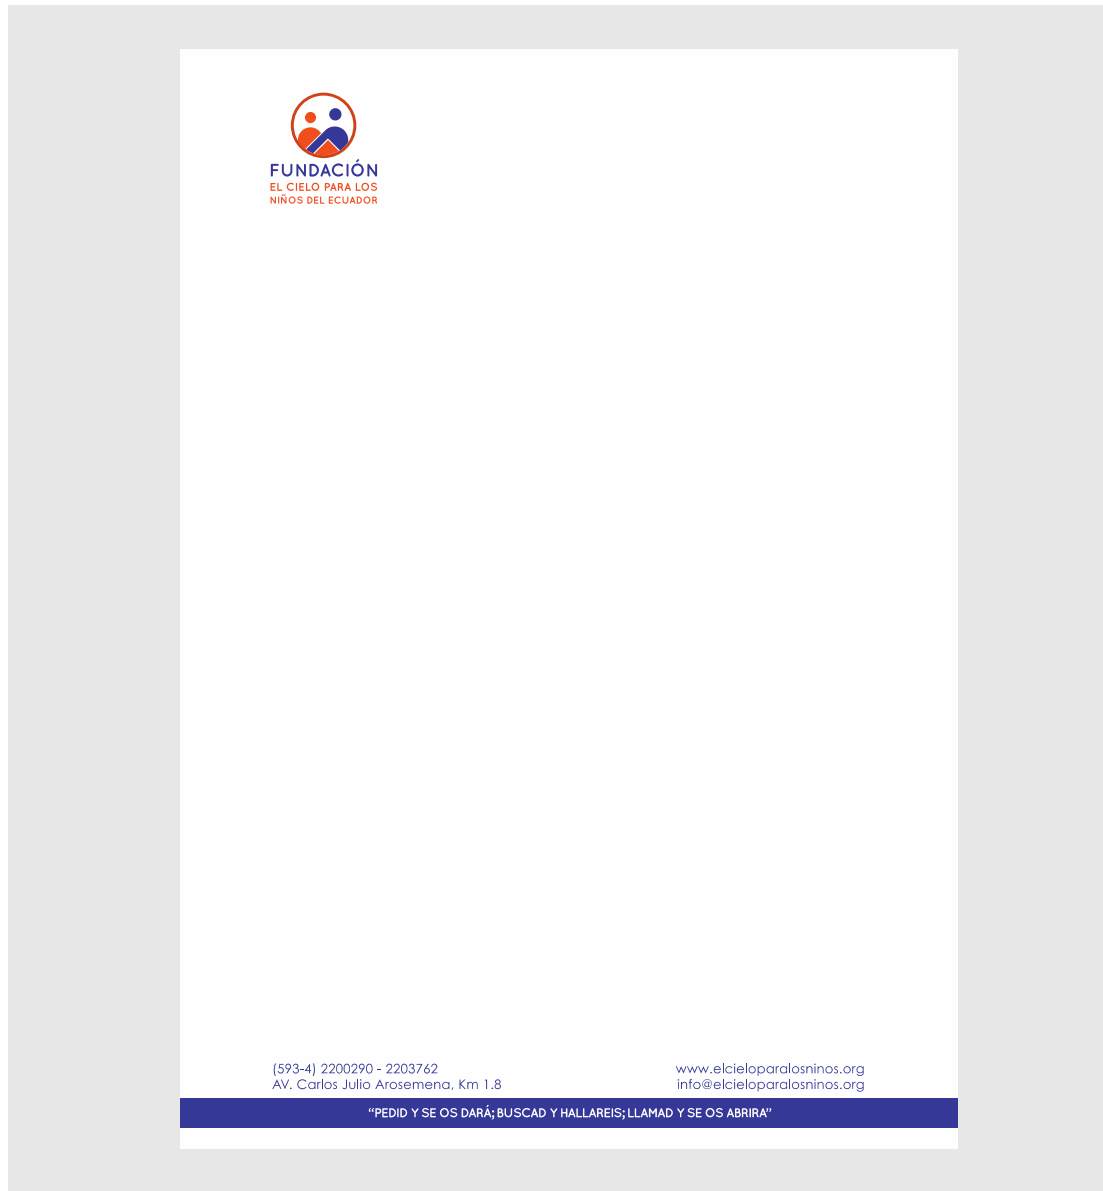 FUNDACIÓN
EL CIELO PARA LOS
NIÑOS DEL ECUADOR
(593-4) 2200290 - 2203762
AV. Carlos Julio Arosemena, Km 1.8
www.elcieloparalosninos.org
info@elcieloparalosninos.org
“PEDID Y SE OS DARÁ; BUSCAD Y HALLAREIS; LLAMAD Y SE OS ABRIRA”